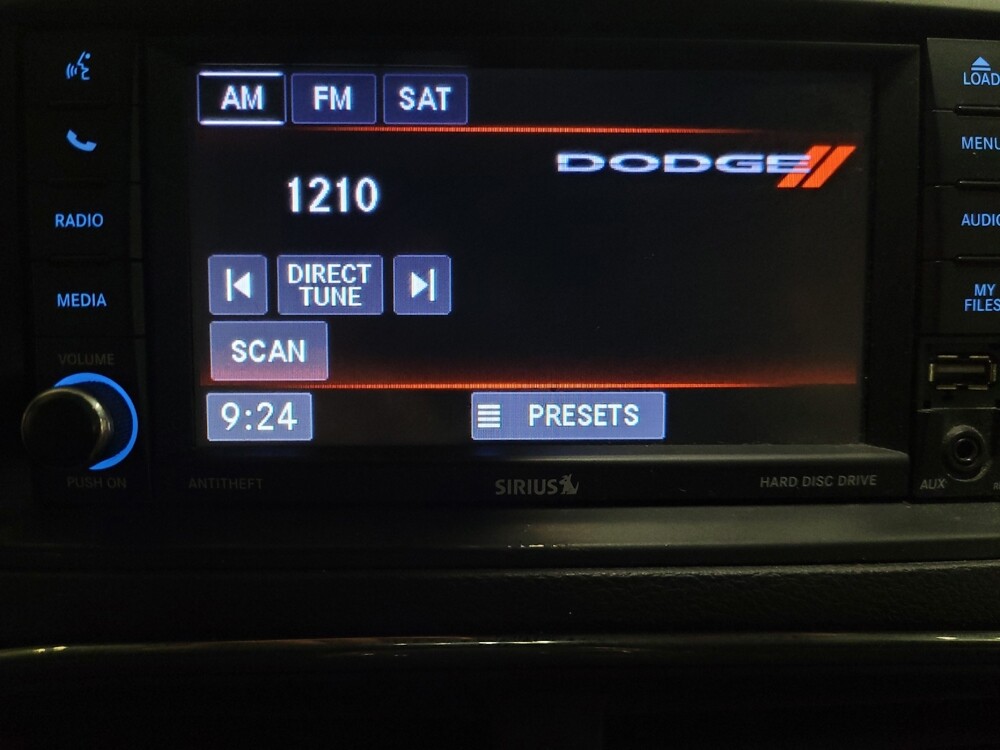 AM FM SAT
DODGE
1210
DIRECT
TUNE
SCAN
9:24
PRESETS
RADIO
MEDIA
VOLUME
PUSH ON
ANTITHEFT
SIRIUS
HARD DISC DRIVE
LOAD
MENU
AUDIO
MY
FILES
AUX